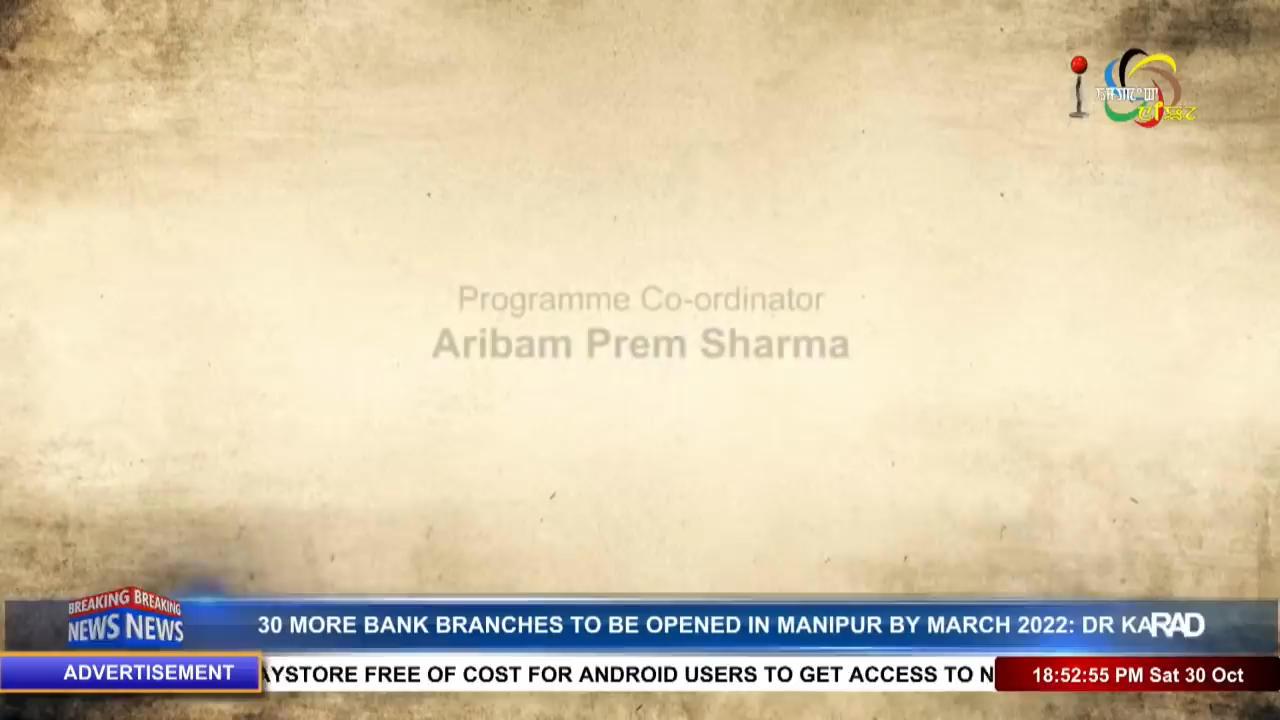 Programme Co-ordinator
Aribam Prem Sharma
BREAKING BREAKING
NEWS NEWS
30 MORE BANK BRANCHES TO BE OPENED IN MANIPUR BY MARCH 2022: DR KARAD
ADVERTISEMENT
AYSTORE FREE OF COST FOR ANDROID USERS TO GET ACCESS TO N
18:52:55 PM Sat 30 Oct